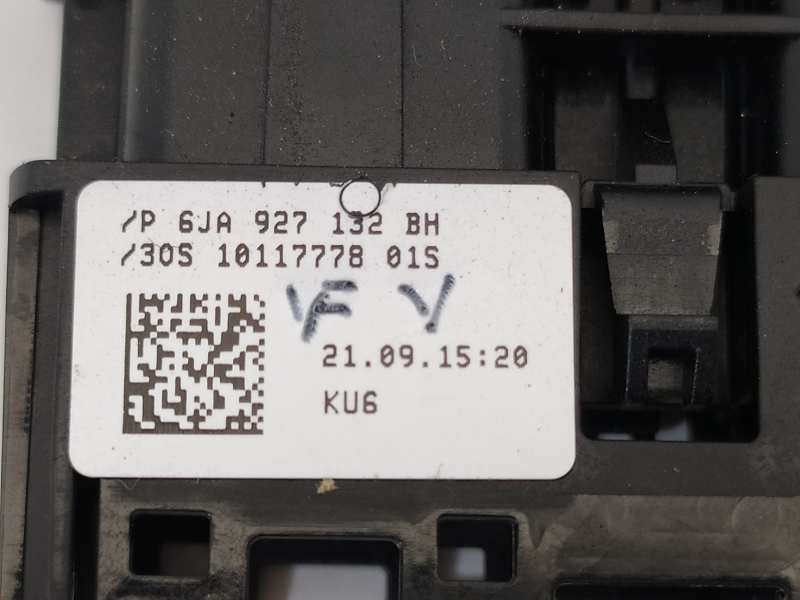 /P 6JA 927 132 BH
/30S 10117778 01S
VF V
21.09.15:20
KU6